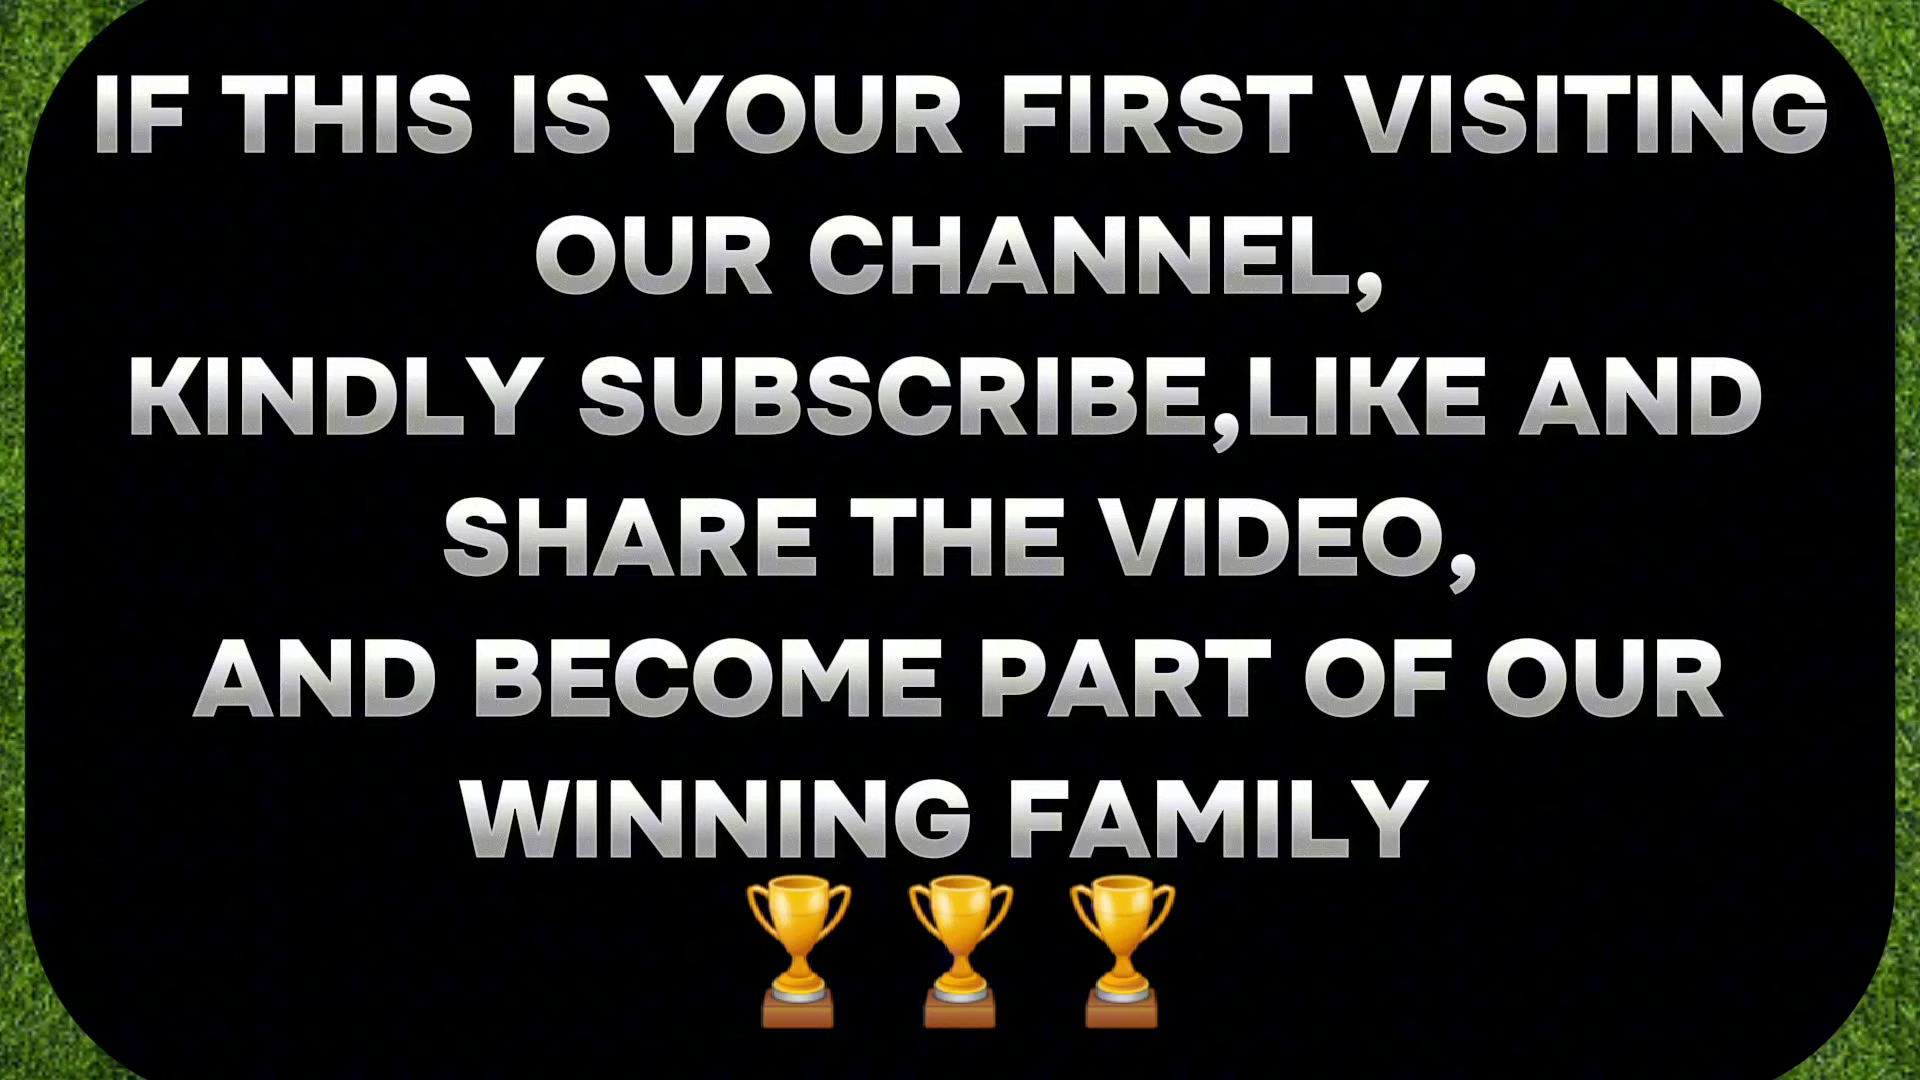 IF THIS IS YOUR FIRST VISITING
OUR CHANNEL,
KINDLY SUBSCRIBE,LIKE AND
SHARE THE VIDEO,
AND BECOME PART OF OUR
WINNING FAMILY
🏆 🏆 🏆